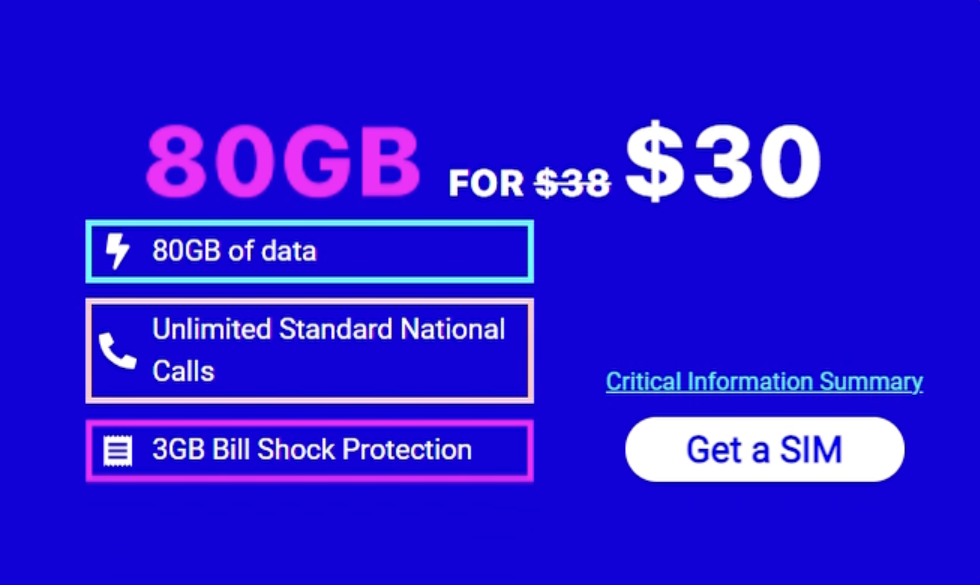 80GB FOR $38 $30
80GB of data
Unlimited Standard National
Calls
3GB Bill Shock Protection
Critical Information Summary
Get a SIM